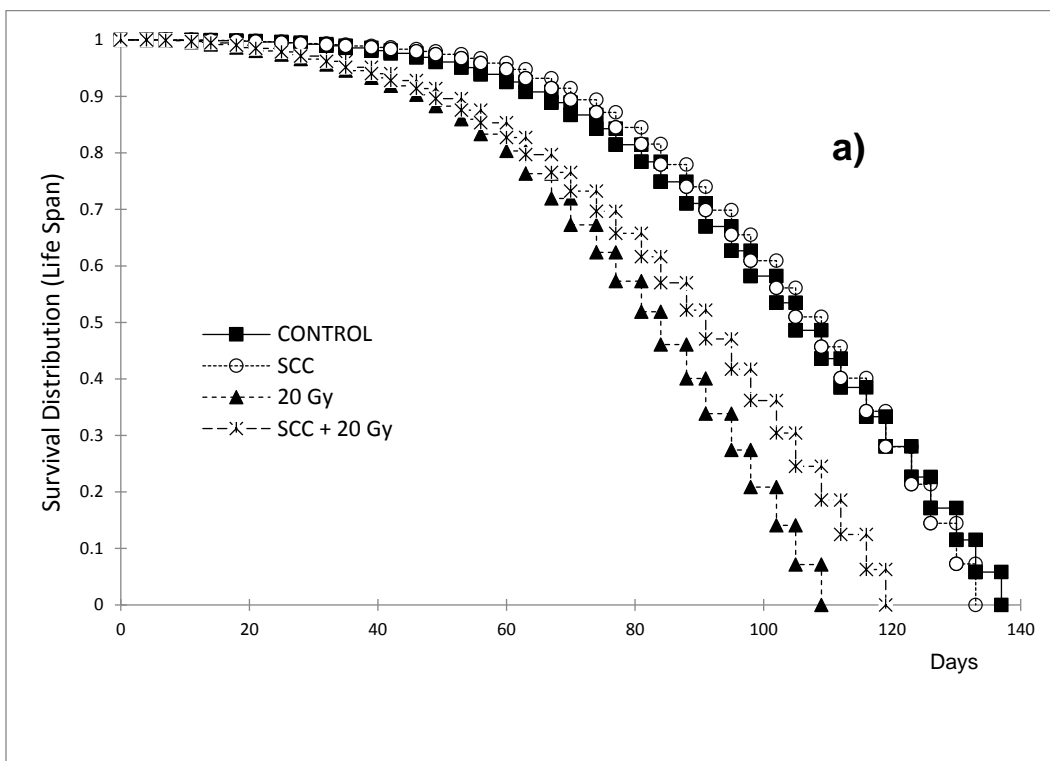 a)
Survival Distribution (Life Span)
1
0.9
0.8
0.7
0.6
0.5
0.4
0.3
0.2
0.1
0
CONTROL
SCC
20 Gy
SCC + 20 Gy
0 20 40 60 80 100 120 140
Days